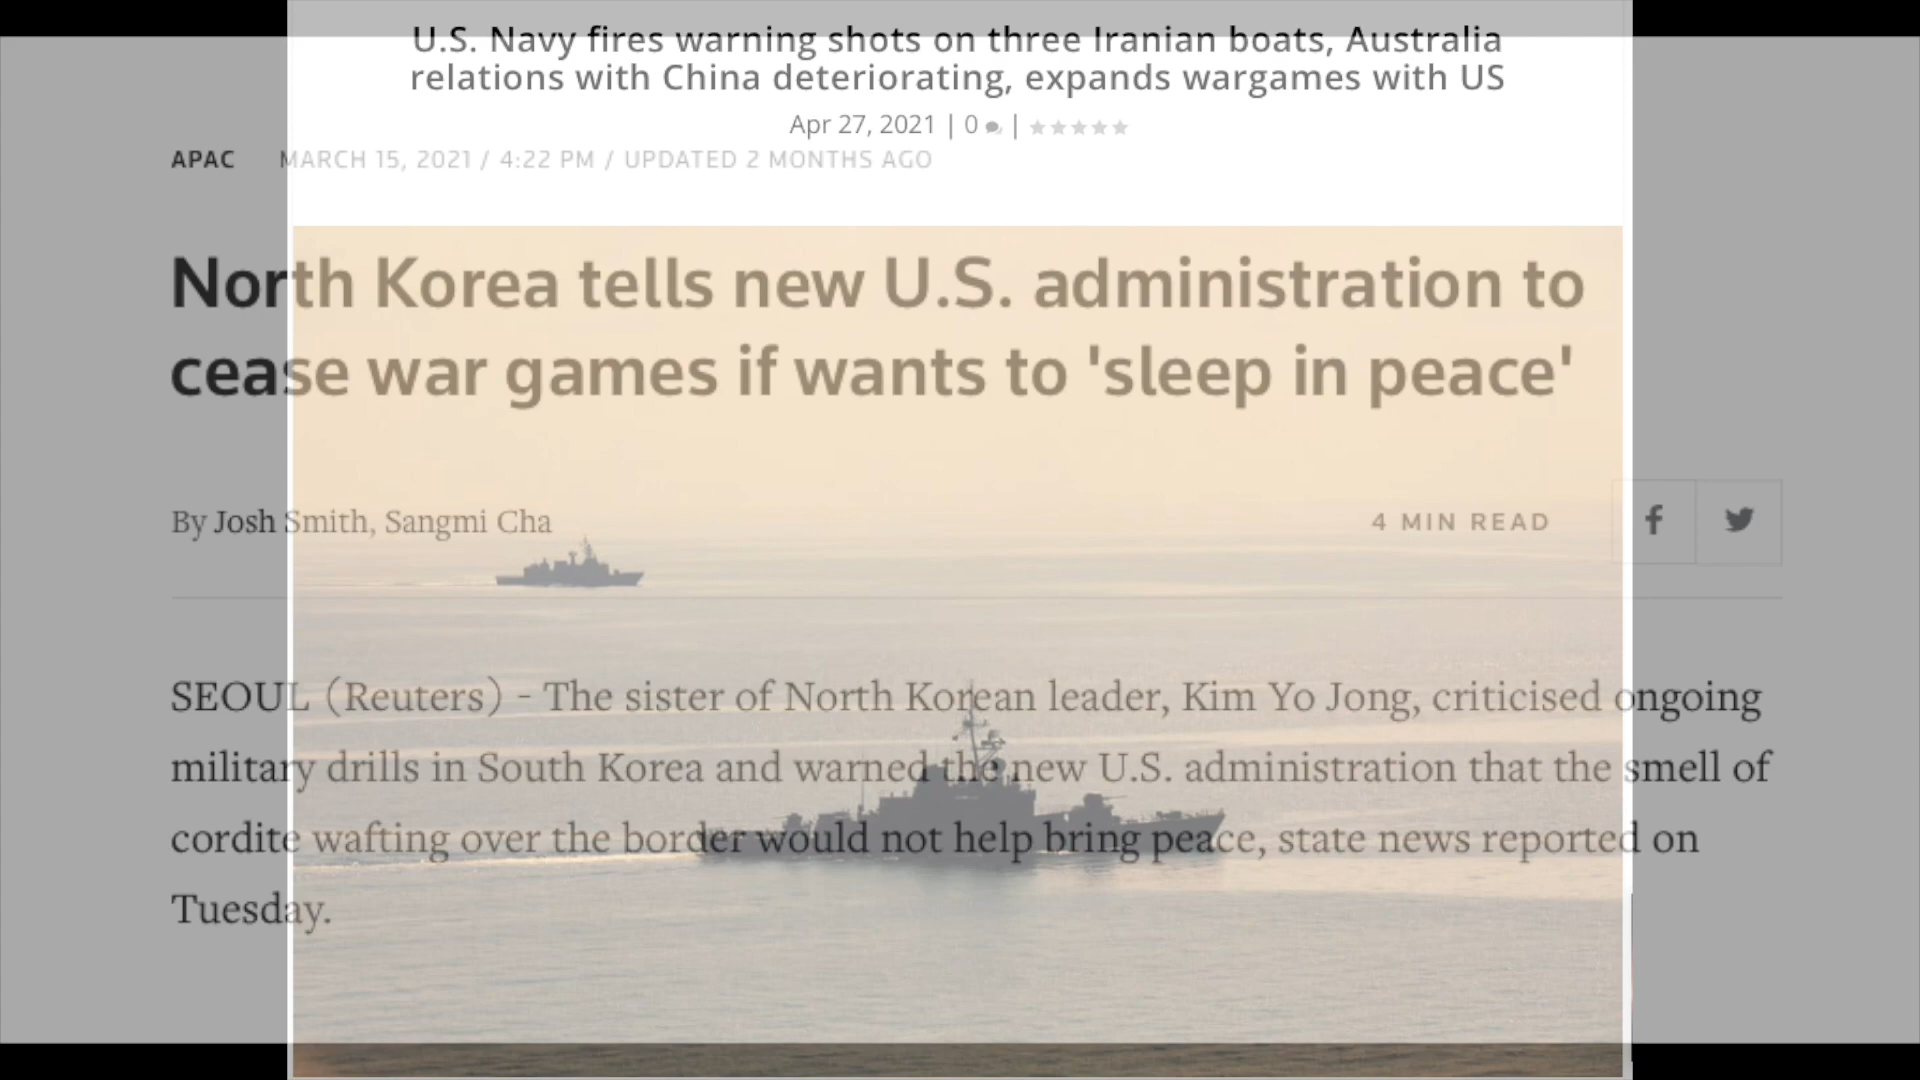 U.S. Navy fires warning shots on three Iranian boats, Australia
relations with China deteriorating, expands wargames with US
Apr 27, 2021 | 0 |
APAC MARCH 15, 2021 / 4:22 PM / UPDATED 2 MONTHS AGO
North Korea tells new U.S. administration to
cease war games if wants to 'sleep in peace'
By Josh Smith, Sangmi Cha
4 MIN READ
SEOUL (Reuters) - The sister of North Korean leader, Kim Yo Jong, criticised ongoing
military drills in South Korea and warned the new U.S. administration that the smell of
cordite wafting over the border would not help bring peace, state news reported on
Tuesday.